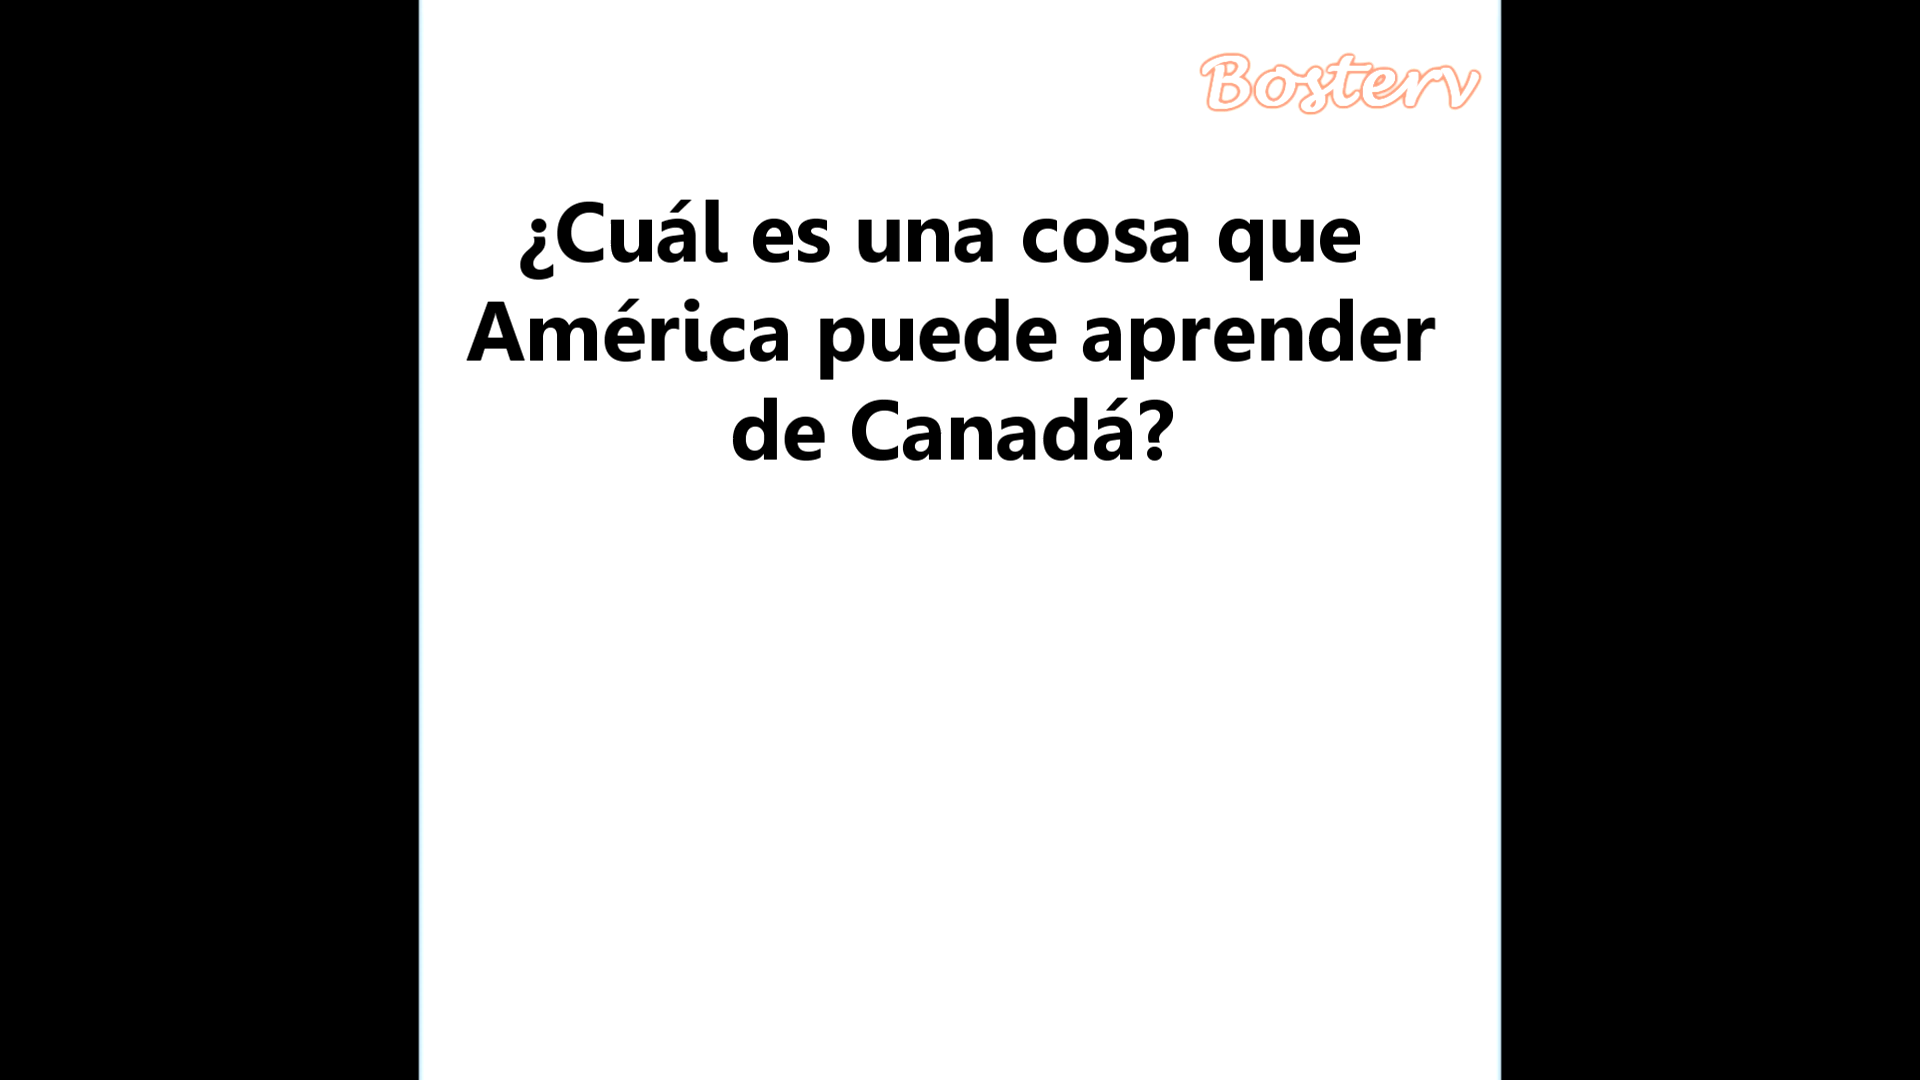 Bosterv
¿Cuál es una cosa que
América puede aprender
de Canadá?